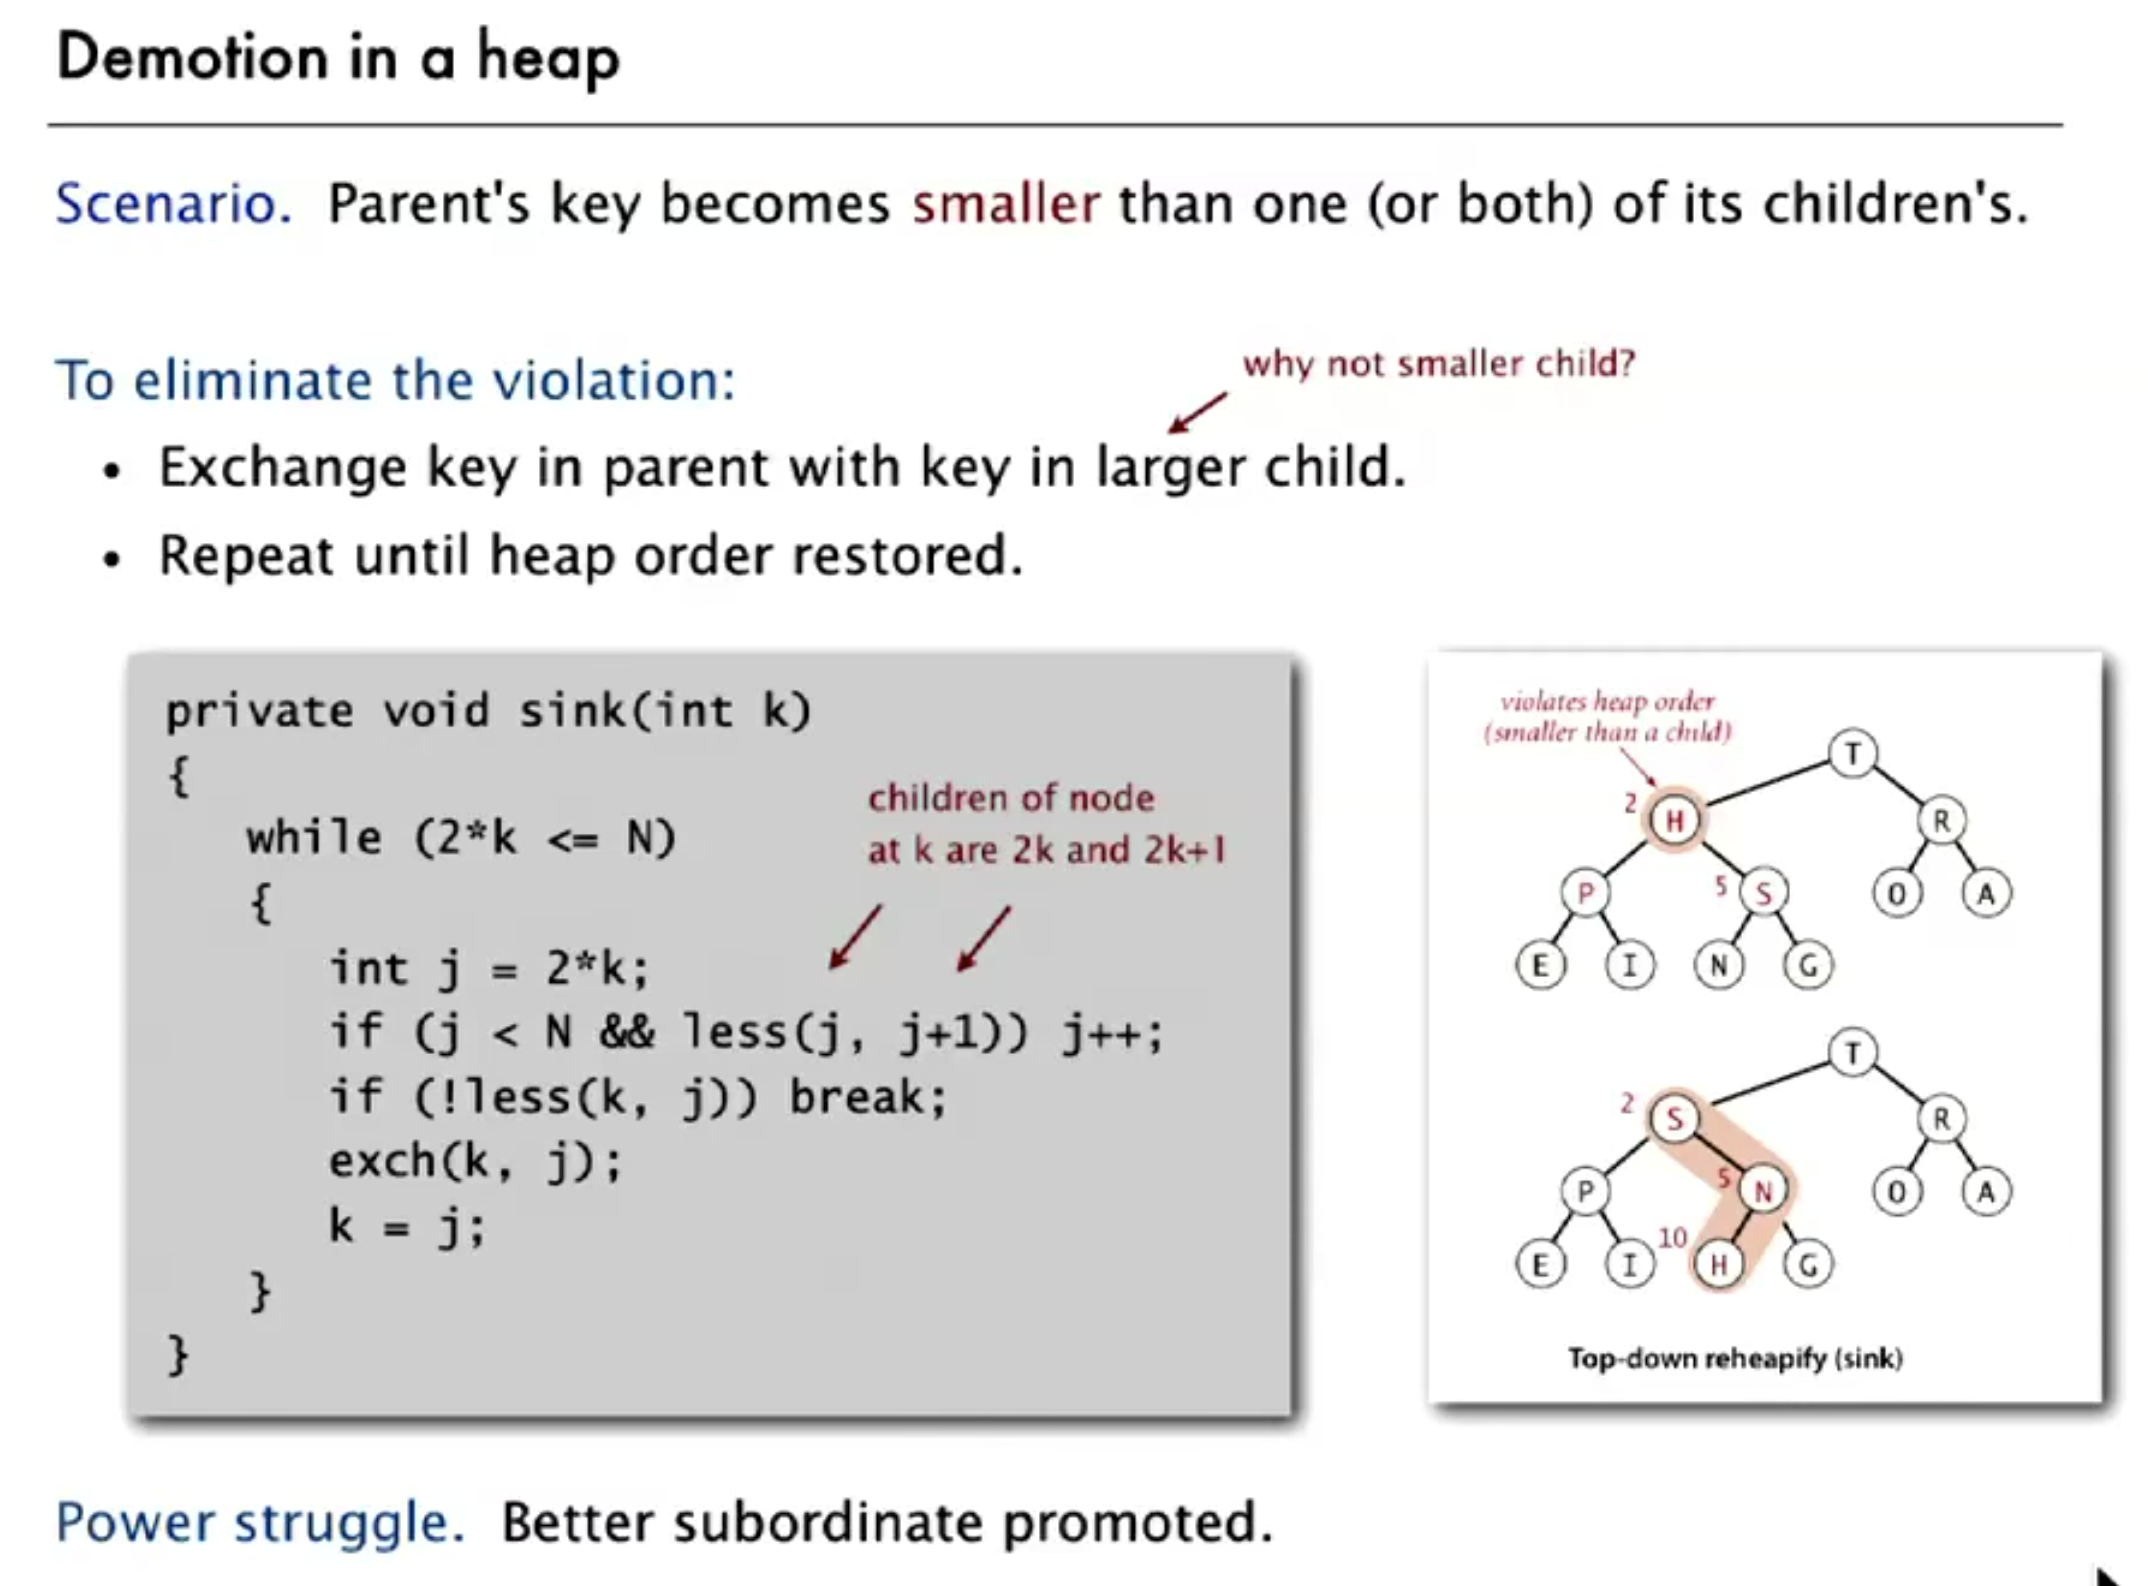 Demotion in a heap
Scenario. Parent's key becomes smaller than one (or both) of its children's.
To eliminate the violation:
why not smaller child?
• Exchange key in parent with key in larger child.
• Repeat until heap order restored.
private void sink(int k)
{
while (2*k <= N)
{
children of node
at k are 2k and 2k+1
int j = 2*k;
if (j < N && less(j, j+1)) j++;
if (!less(k, j)) break;
exch(k, j);
k = j;
}
}
violates heap order
(smaller than a child)
T
2 H R
P 5 S O A
E I N G
T
2 S R
P 5 N O A
E I 10 H G
Top-down reheapify (sink)
Power struggle. Better subordinate promoted.